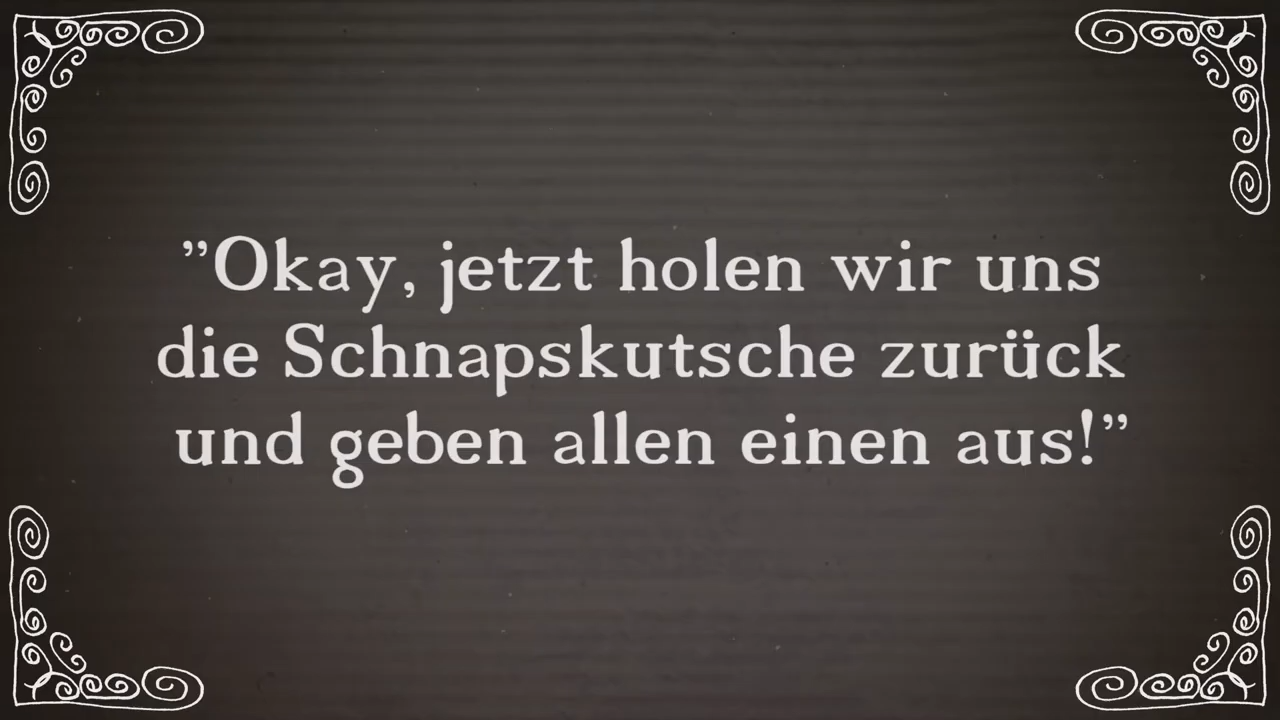 ”Okay, jetzt holen wir uns
die Schnapskutsche zurück
und geben allen einen aus!”